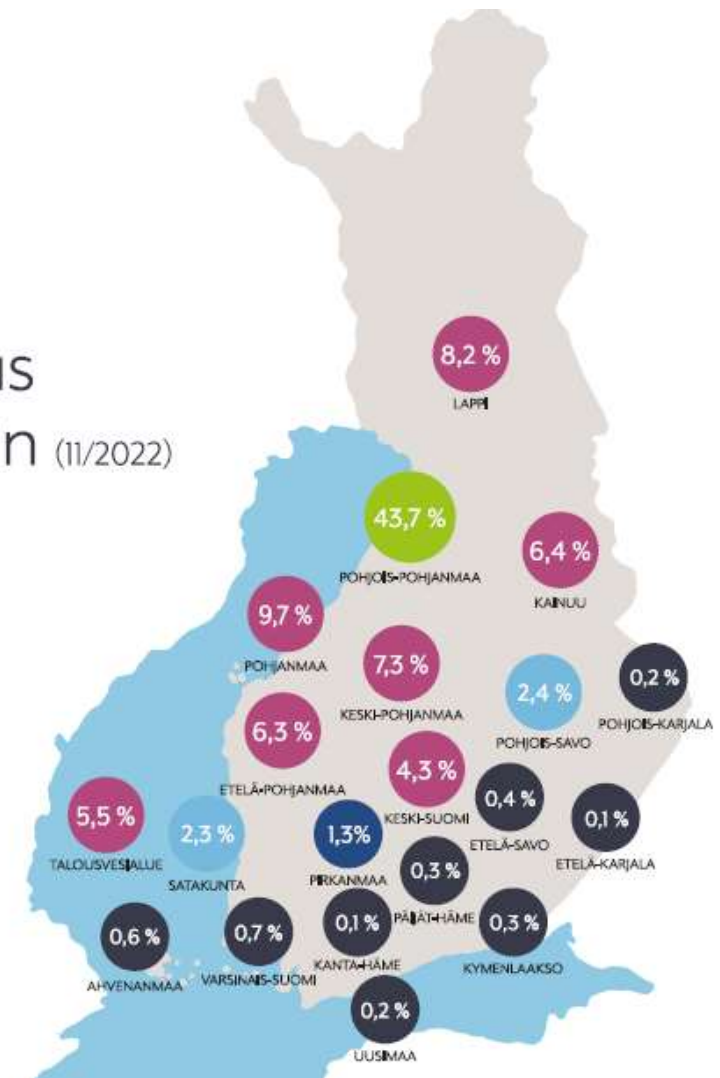 us
n (11/2022)
8,2 %
LAPPI
43,7 %
POHJOIS-POHJANMAA
6,4 %
KAINUU
9,7 %
POHJANMAA
7,3 %
KESKI-POHJANMAA
2,4 %
POHJOIS-SAVO
0,2 %
POHJOIS-KARJALA
6,3 %
ETELÄ-POHJANMAA
4,3 %
KESKI-SUOMI
0,4 %
ETELÄ-SAVO
0,1 %
ETELÄ-KARJALA
5,5 %
TALOUSVESIALUE
2,3 %
SATAKUNTA
1,3%
PIRKANMAA
0,3 %
PÄIJÄT-HÄME
0,6 %
AHVENANMAA
0,7 %
VARSINAIS-SUOMI
0,1 %
KANTA-HÄME
0,3 %
KYMENLAAKSO
0,2 %
UUSIMAA